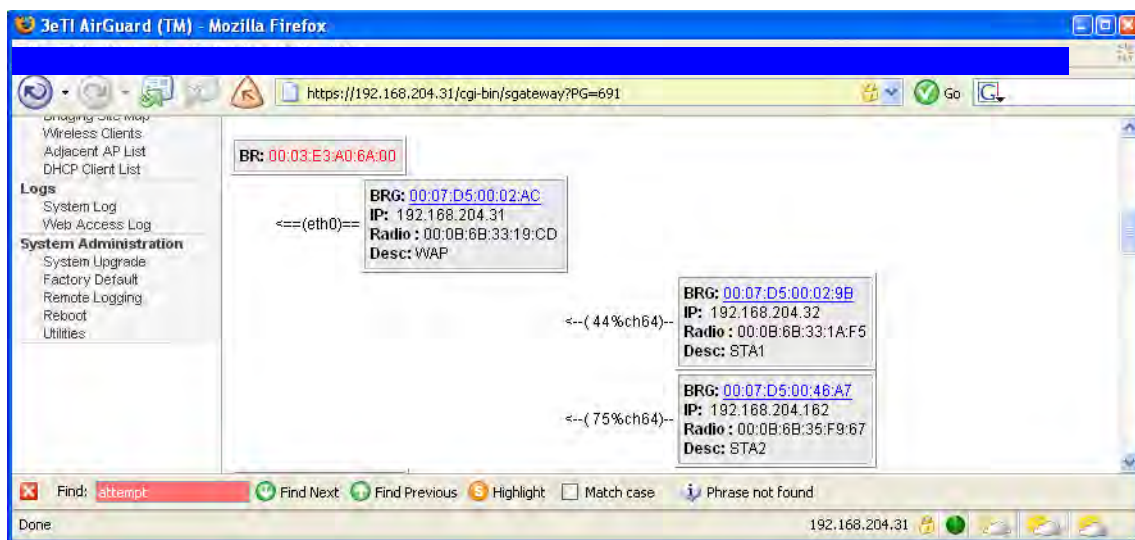 3eTI AirGuard (TM) - Mozilla Firefox
https://192.168.204.31/cgi-bin/sgateway?PG=691
Go
Bridging Site Map
Wireless Clients
Adjacent AP List
DHCP Client List
Logs
System Log
Web Access Log
System Administration
System Upgrade
Factory Default
Remote Logging
Reboot
Utilities
BR: 00:03:E3:A0:6A:00
<==(eth0)==
BRG: 00:07:D5:00:02:AC
IP: 192.168.204.31
Radio : 00:0B:6B:33:19:CD
Desc: WAP
<--( 44%ch64)--
BRG: 00:07:D5:00:02:9B
IP: 192.168.204.32
Radio : 00:0B:6B:33:1A:F5
Desc: STA1
<--( 75%ch64)--
BRG: 00:07:D5:00:46:A7
IP: 192.168.204.162
Radio : 00:0B:6B:35:F9:67
Desc: STA2
Find: attempt Find Next Find Previous Highlight Match case Phrase not found
Done 192.168.204.31